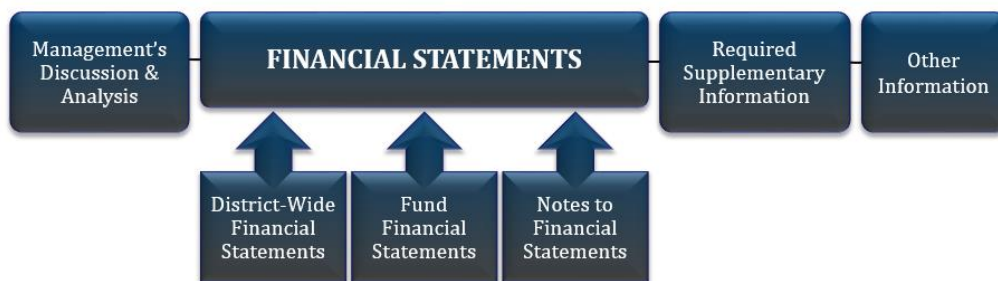 Management's
Discussion &
Analysis
FINANCIAL STATEMENTS
Required
Supplementary
Information
Other
Information
District-Wide
Financial
Statements
Fund
Financial
Statements
Notes to
Financial
Statements